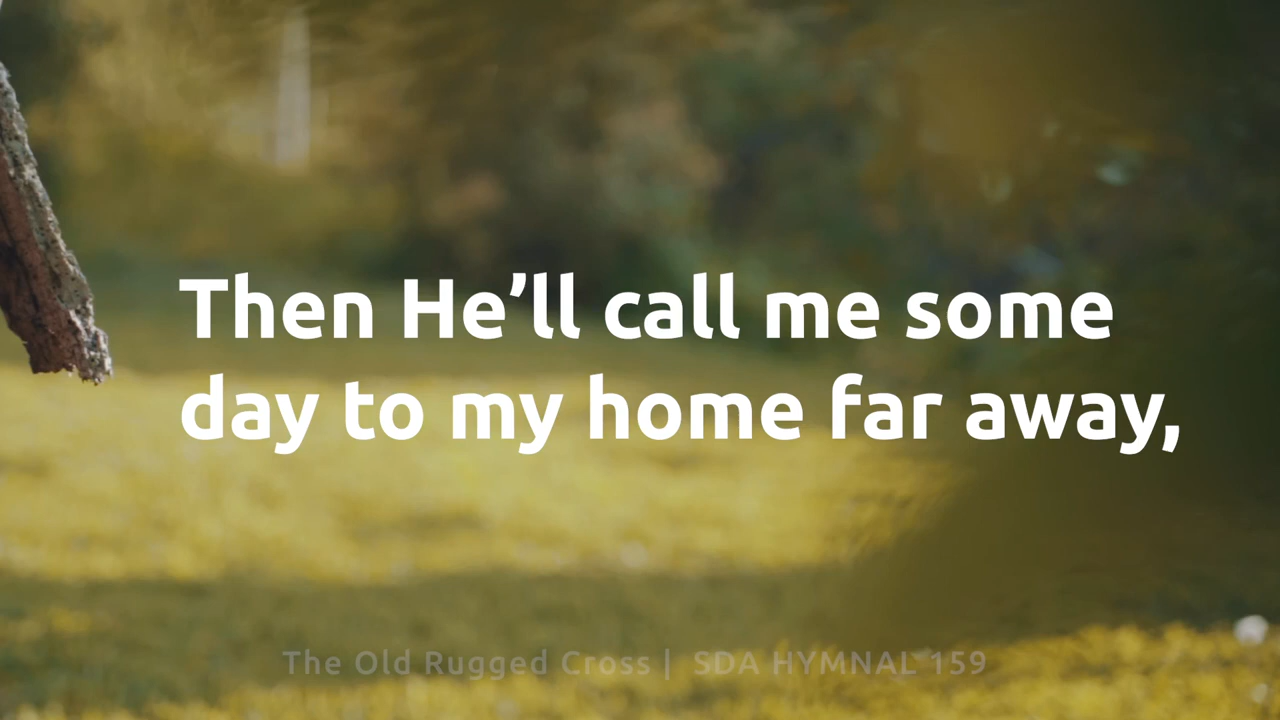 Then He’ll call me some
day to my home far away,
The Old Rugged Cross | SDA HYMNAL 159